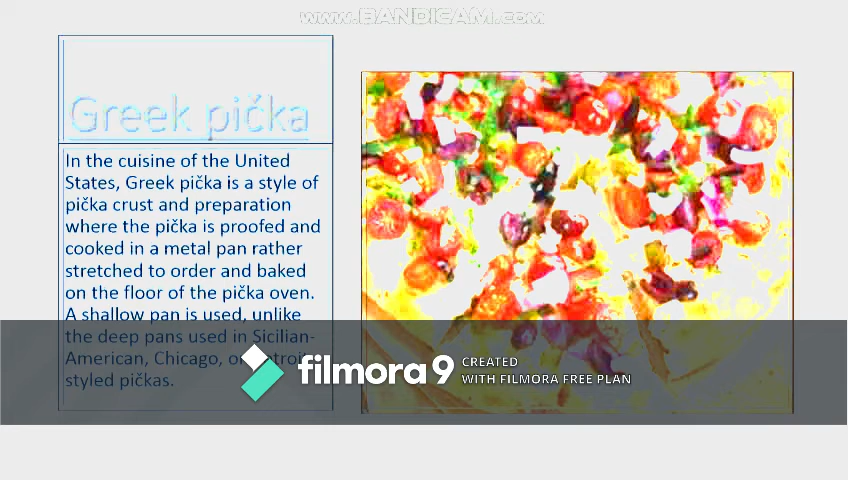 www.BANDICAM.com
Greek pička
In the cuisine of the United
States, Greek pička is a style of
pička crust and preparation
where the pička is proofed and
cooked in a metal pan rather
stretched to order and baked
on the floor of the pička oven.
A shallow pan is used, unlike
the deep pans used in Sicilian-
American, Chicago, or
styled pičkas.
filmora9
CREATED
WITH FILMORA FREE PLAN